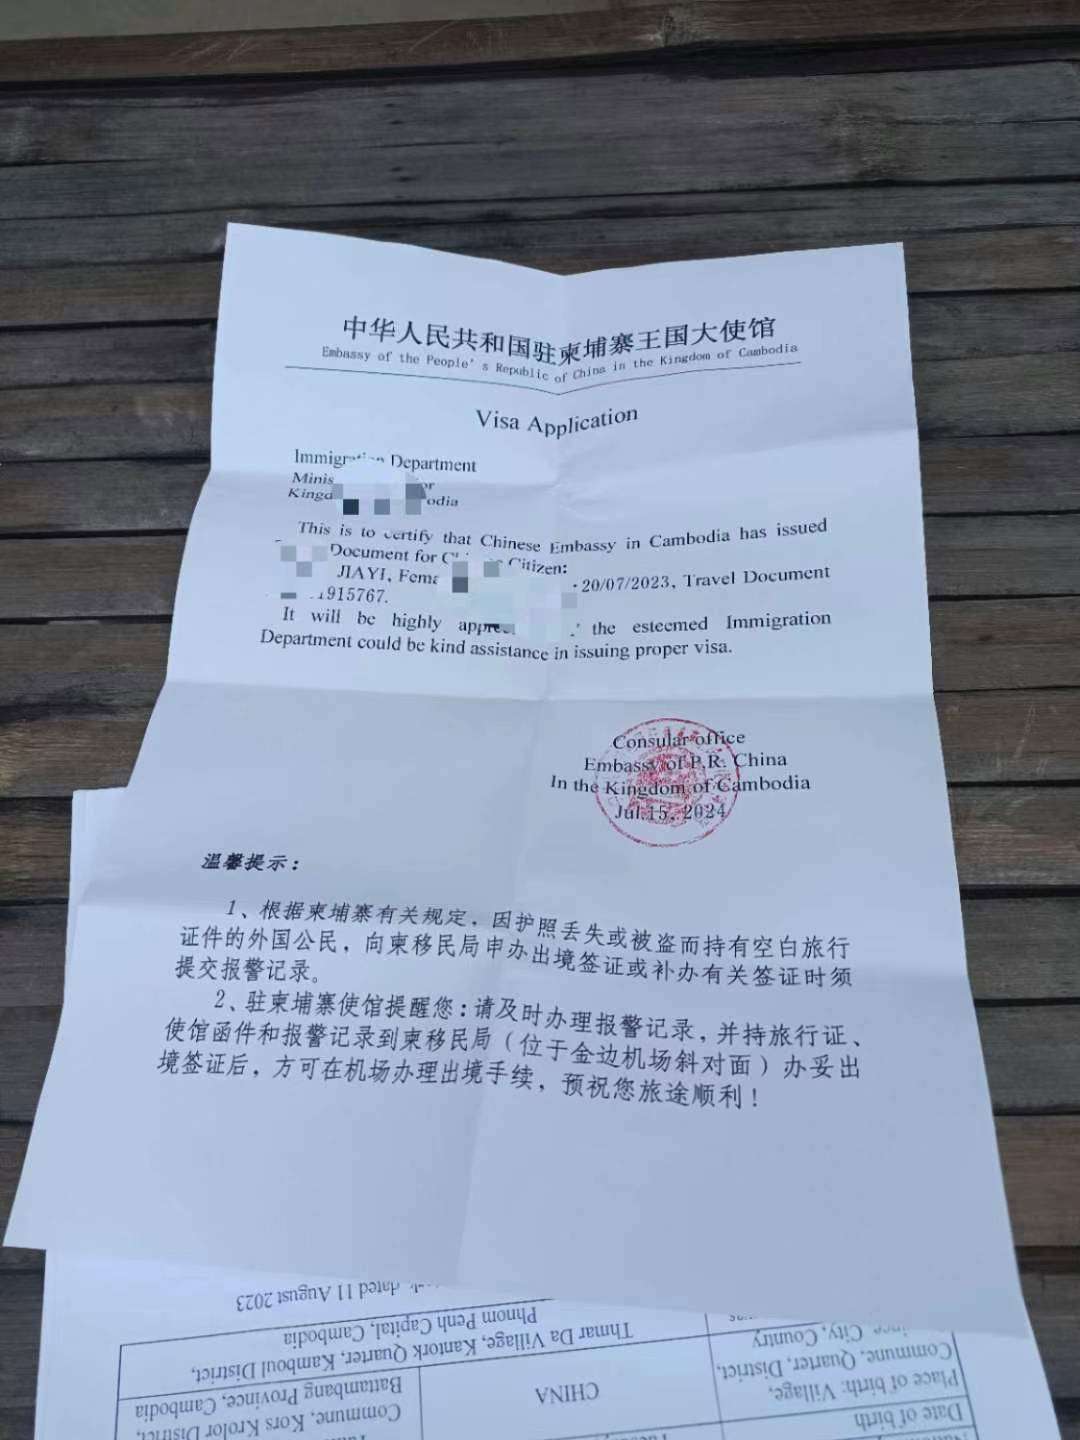 中华人民共和国驻柬埔寨王国大使馆
Embassy of the People's Republic of China in the Kingdom of Cambodia
Visa Application
Immigration Department
Minis or
Kingd odia
This is to certify that Chinese Embassy in Cambodia has issued
Document for Citizen:
JIAYI, Fema 20/07/2023, Travel Document
1915767.
It will be highly the esteemed Immigration
Department could be kind assistance in issuing proper visa.
Consular office
Embassy of P.R. China
In the Kingdom of Cambodia
Jul.15, 2024
温馨提示：
1、根据柬埔寨有关规定，因护照丢失或被盗而持有空白旅行
证件的外国公民，向柬移民局申办出境签证或补办有关签证时须
提交报警记录。
2、驻柬埔寨使馆提醒您：请及时办理报警记录，并持旅行证、
使馆函件和报警记录到柬移民局（位于金边机场斜对面）办妥出
境签证后，方可在机场办理出境手续，预祝您旅途顺利！
dated 11 August 2023
Thmar Da Village, Kantork Quarter, Kamboul District,
Phnom Penh Capital, Cambodia
City, Country
Commune, Quarter, District,
Place of birth: Village,
CHINA
Commune, Kors Krolor District,
Battambang Province, Cambodia
Date of birth